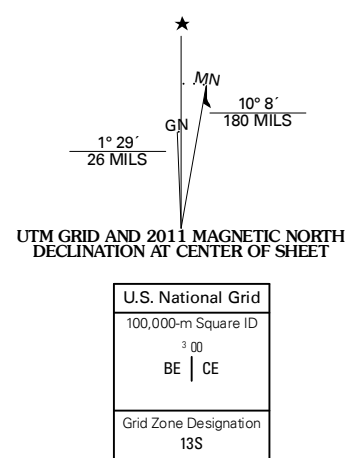 ★
MN
GN
10° 8´
180 MILS
1° 29´
26 MILS
UTM GRID AND 2011 MAGNETIC NORTH
DECLINATION AT CENTER OF SHEET
U.S. National Grid
100,000-m Square ID
3 00
BE | CE
Grid Zone Designation
13S